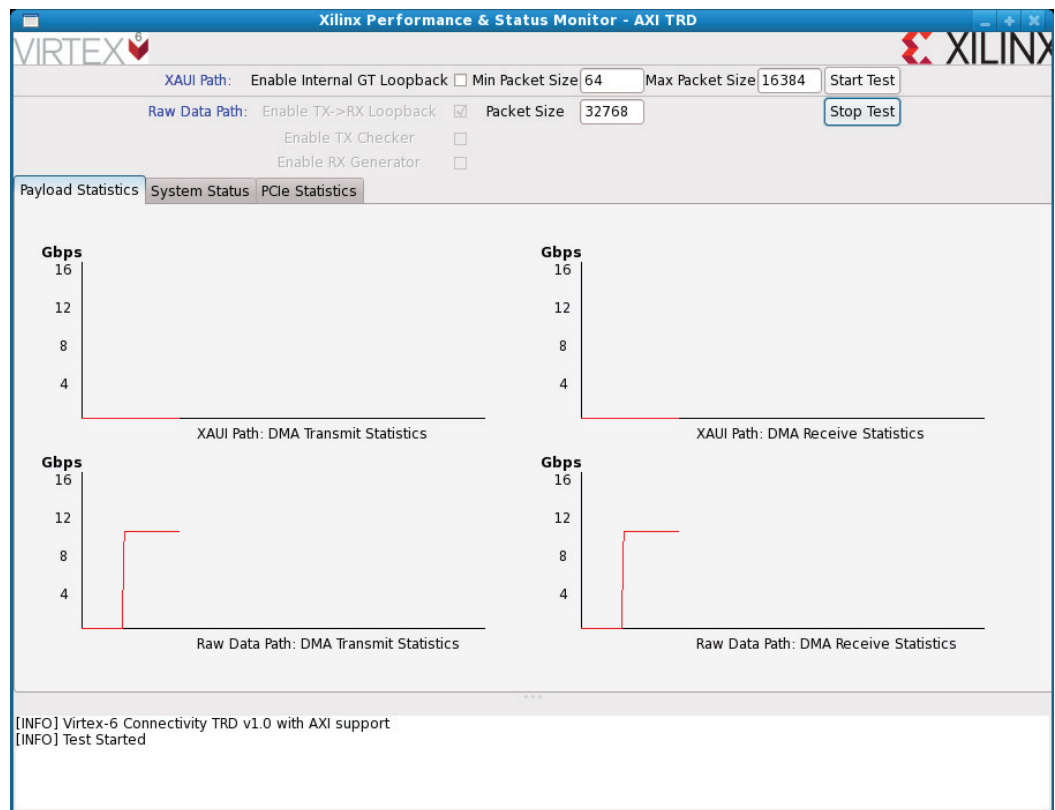 Xilinx Performance & Status Monitor - AXI TRD
VIRTEX 6 XILINX
XAUI Path: Enable Internal GT Loopback Min Packet Size 64 Max Packet Size 16384 Start Test
Raw Data Path: Enable TX->RX Loopback Packet Size 32768 Stop Test
Enable TX Checker
Enable RX Generator
Payload Statistics System Status PCIe Statistics
Gbps
16
12
8
4
XAUI Path: DMA Transmit Statistics
Gbps
16
12
8
4
XAUI Path: DMA Receive Statistics
Gbps
16
12
8
4
Raw Data Path: DMA Transmit Statistics
Gbps
16
12
8
4
Raw Data Path: DMA Receive Statistics
[INFO] Virtex-6 Connectivity TRD v1.0 with AXI support
[INFO] Test Started